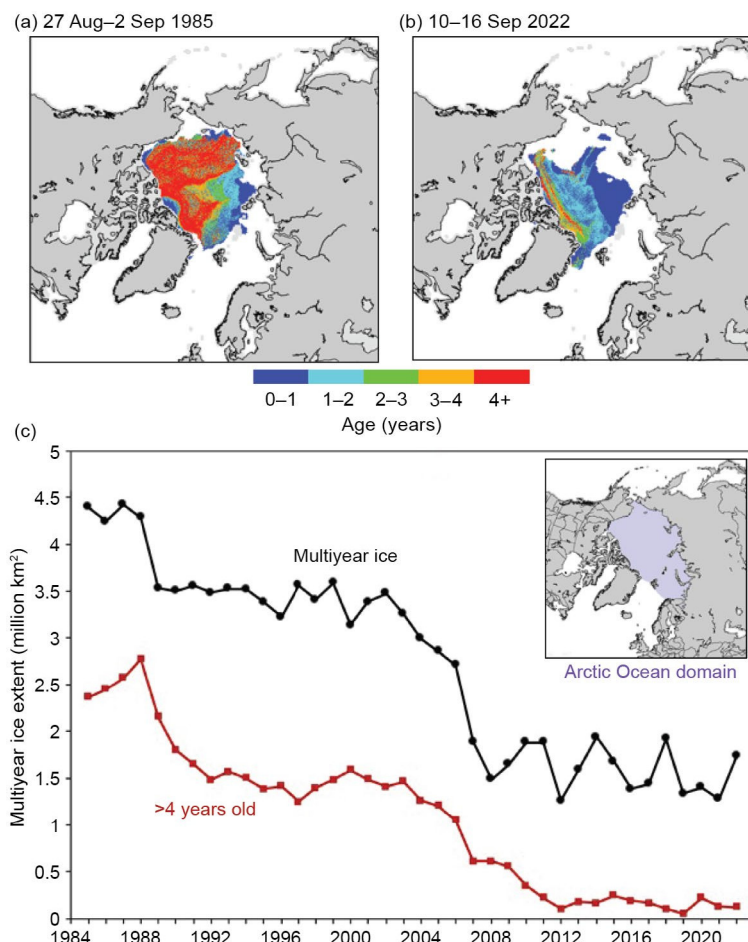 (a) 27 Aug–2 Sep 1985
(b) 10–16 Sep 2022
0–1 1–2 2–3 3–4 4+
Age (years)
(c)
5
4.5
4
3.5
3
2.5
2
1.5
1
0.5
0
Multiyear ice extent (million km²)
Multiyear ice
>4 years old
Arctic Ocean domain
1984 1988 1992 1996 2000 2004 2008 2012 2016 2020